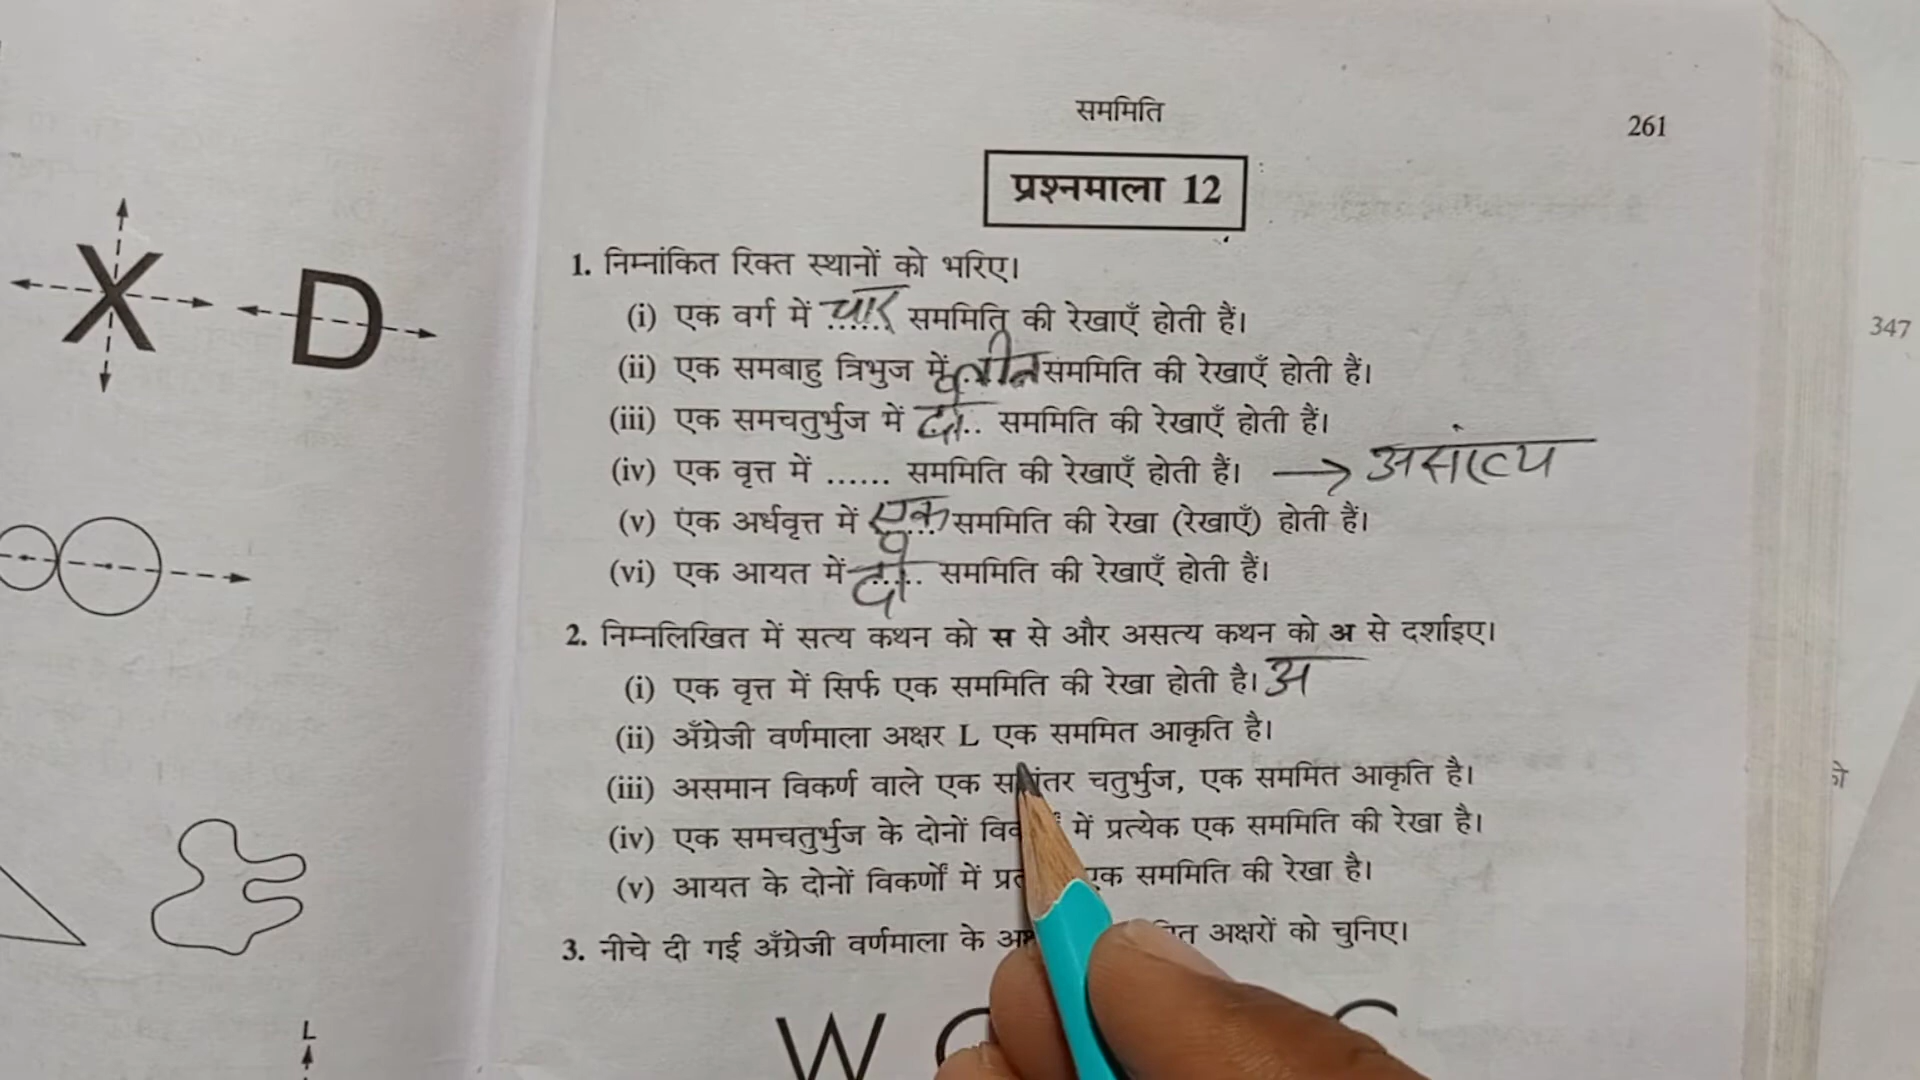 सममिति
261
प्रश्नमाला 12
X D
1. निम्नांकित रिक्त स्थानों को भरिए।
(i) एक वर्ग में चार सममिति की रेखाएँ होती हैं।
(ii) एक समबाहु त्रिभुज में तीन सममिति की रेखाएँ होती हैं।
(iii) एक समचतुर्भुज में दो.. सममिति की रेखाएँ होती हैं।
(iv) एक वृत्त में ...... सममिति की रेखाएँ होती हैं। → असंख्य
(v) एक अर्धवृत्त में एक सममिति की रेखा (रेखाएँ) होती हैं।
(vi) एक आयत में दो.. सममिति की रेखाएँ होती हैं।
2. निम्नलिखित में सत्य कथन को स से और असत्य कथन को अ से दर्शाइए।
(i) एक वृत्त में सिर्फ एक सममिति की रेखा होती है। अ
(ii) अँग्रेजी वर्णमाला अक्षर L एक सममित आकृति है।
(iii) असमान विकर्ण वाले एक चतुर्भुज, एक सममित आकृति है।
(iv) एक समचतुर्भुज के दोनों में प्रत्येक एक सममिति की रेखा है।
(v) आयत के दोनों विकर्णों में एक सममिति की रेखा है।
3. नीचे दी गई अँग्रेजी वर्णमाला के अक्षरों को चुनिए।
W
L
347